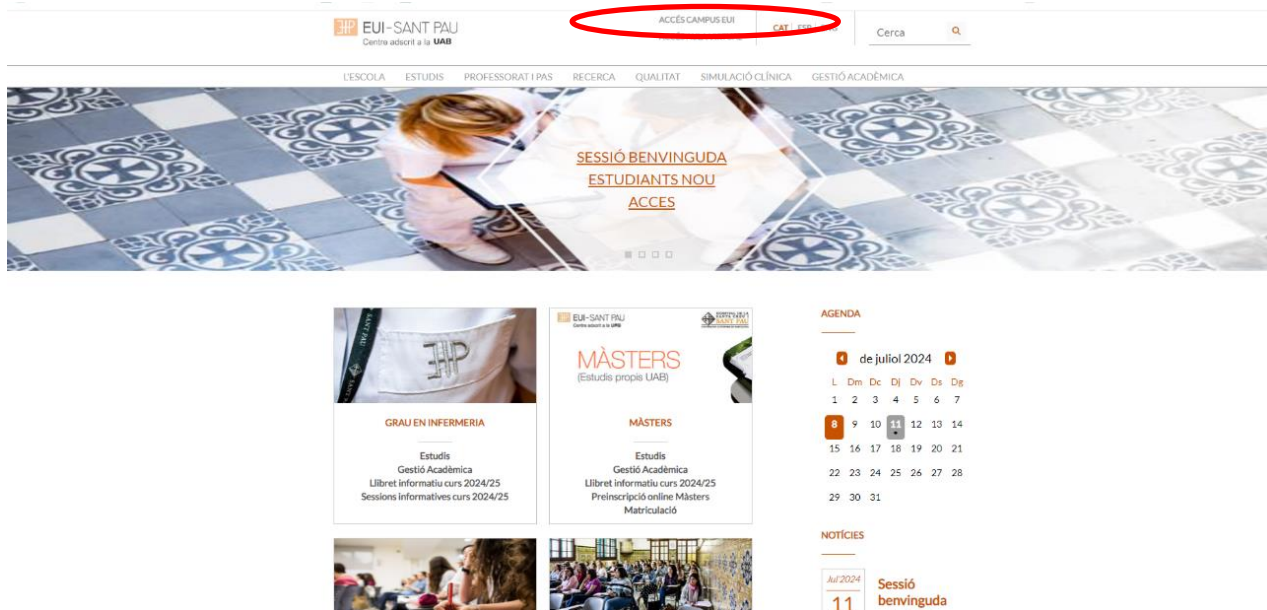 EUI-SANT PAU
Centre adscrit a la UAB
ACCÉS CAMPUS EUI
CAT
Cerca
L'ESCOLA ESTUDIS PROFESSORAT I PAS RECERCA QUALITAT SIMULACIÓ CLÍNICA GESTIÓ ACADÈMICA
SESSIÓ BENVINGUDA
ESTUDIANTS NOU
ACCES
SANT PAU
GRAU EN INFERMERIA
Estudis
Gestió Acadèmica
Llibret informatiu curs 2024/25
Sessions informatives curs 2024/25
EUI-SANT PAU
Centre adscrit a la UAB
SANT PAU
MÀSTERS
(Estudis propis UAB)
MÀSTERS
Estudis
Gestió Acadèmica
Llibret informatiu curs 2024/25
Preinscripció online Màsters
Matriculació
AGENDA
de juliol 2024
L Dm Dc Dj Dv Ds Dg
1 2 3 4 5 6 7
8 9 10 11 12 13 14
15 16 17 18 19 20 21
22 23 24 25 26 27 28
29 30 31
NOTÍCIES
Jul 2024
11
Sessió
benvinguda